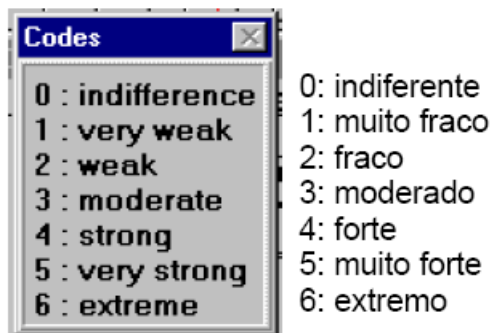 Codes
0 : indifference
1 : very weak
2 : weak
3 : moderate
4 : strong
5 : very strong
6 : extreme
0: indiferente
1: muito fraco
2: fraco
3: moderado
4: forte
5: muito forte
6: extremo